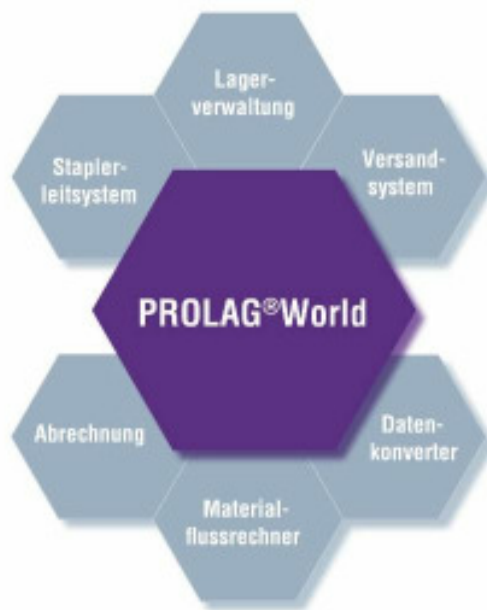 Lager-
verwaltung
Stapler-
leitsystem
Versand-
system
PROLAG®World
Abrechnung
Daten-
konverter
Material-
flussrechner